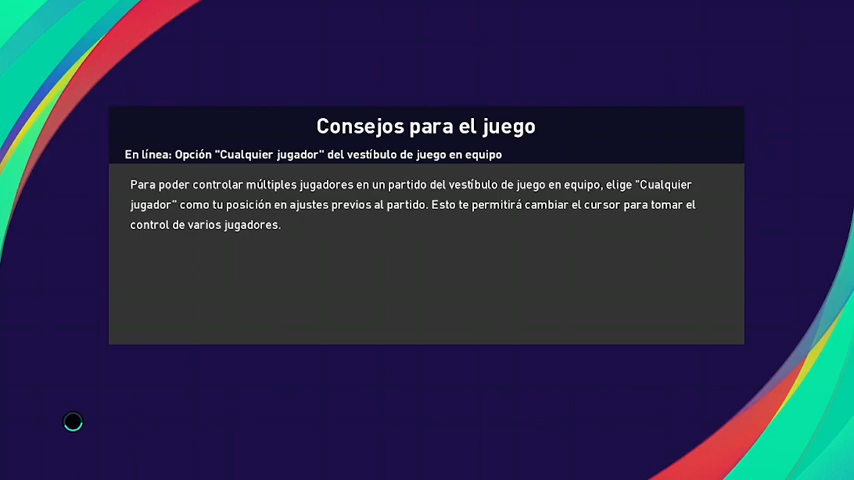 Consejos para el juego
En línea: Opción "Cualquier jugador" del vestíbulo de juego en equipo
Para poder controlar múltiples jugadores en un partido del vestíbulo de juego en equipo, elige "Cualquier
jugador" como tu posición en ajustes previos al partido. Esto te permitirá cambiar el cursor para tomar el
control de varios jugadores.